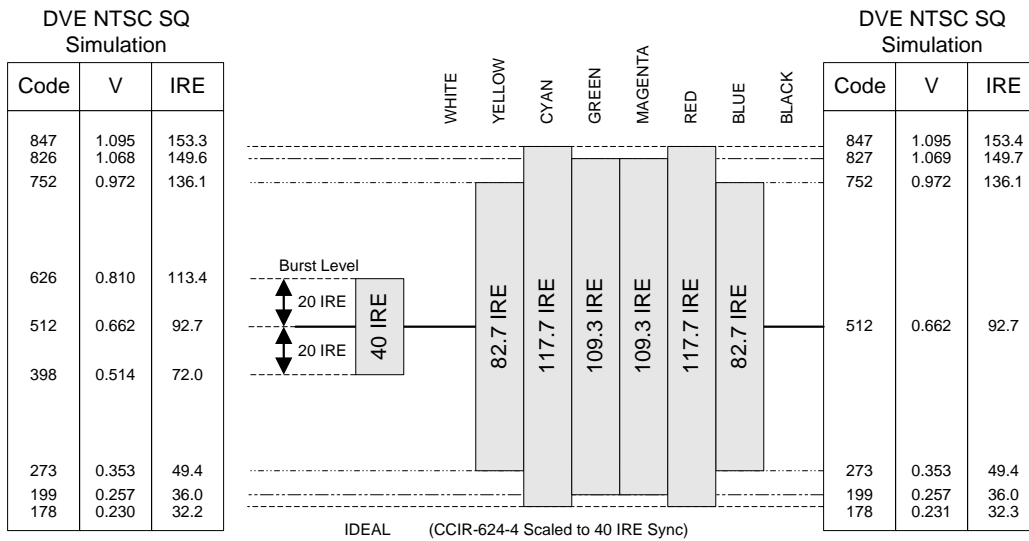 DVE NTSC SQ
Simulation
Code V IRE
847 1.095 153.3
826 1.068 149.6
752 0.972 136.1
626 0.810 113.4
512 0.662 92.7
398 0.514 72.0
273 0.353 49.4
199 0.257 36.0
178 0.230 32.2
WHITE
YELLOW
CYAN
GREEN
MAGENTA
RED
BLUE
BLACK
Burst Level
20 IRE
20 IRE
40 IRE
82.7 IRE
117.7 IRE
109.3 IRE
109.3 IRE
117.7 IRE
82.7 IRE
IDEAL (CCIR-624-4 Scaled to 40 IRE Sync)
DVE NTSC SQ
Simulation
Code V IRE
847 1.095 153.4
827 1.069 149.7
752 0.972 136.1
512 0.662 92.7
273 0.353 49.4
199 0.257 36.0
178 0.231 32.3